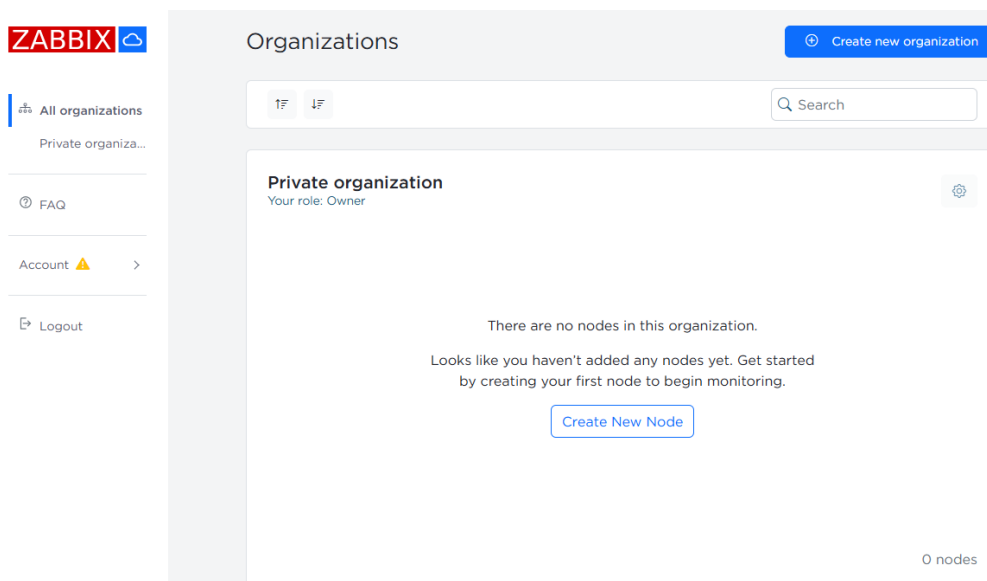 ZABBIX
All organizations
Private organiza...
FAQ
Account
Logout
Organizations
Create new organization
Search
Private organization
Your role: Owner
There are no nodes in this organization.
Looks like you haven't added any nodes yet. Get started
by creating your first node to begin monitoring.
Create New Node
0 nodes